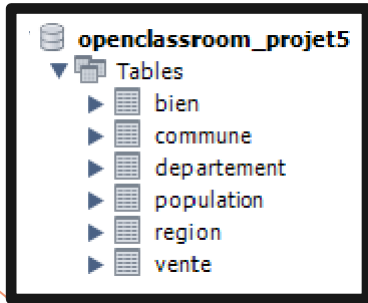 openclassroom_projet5
Tables
bien
commune
departement
population
region
vente